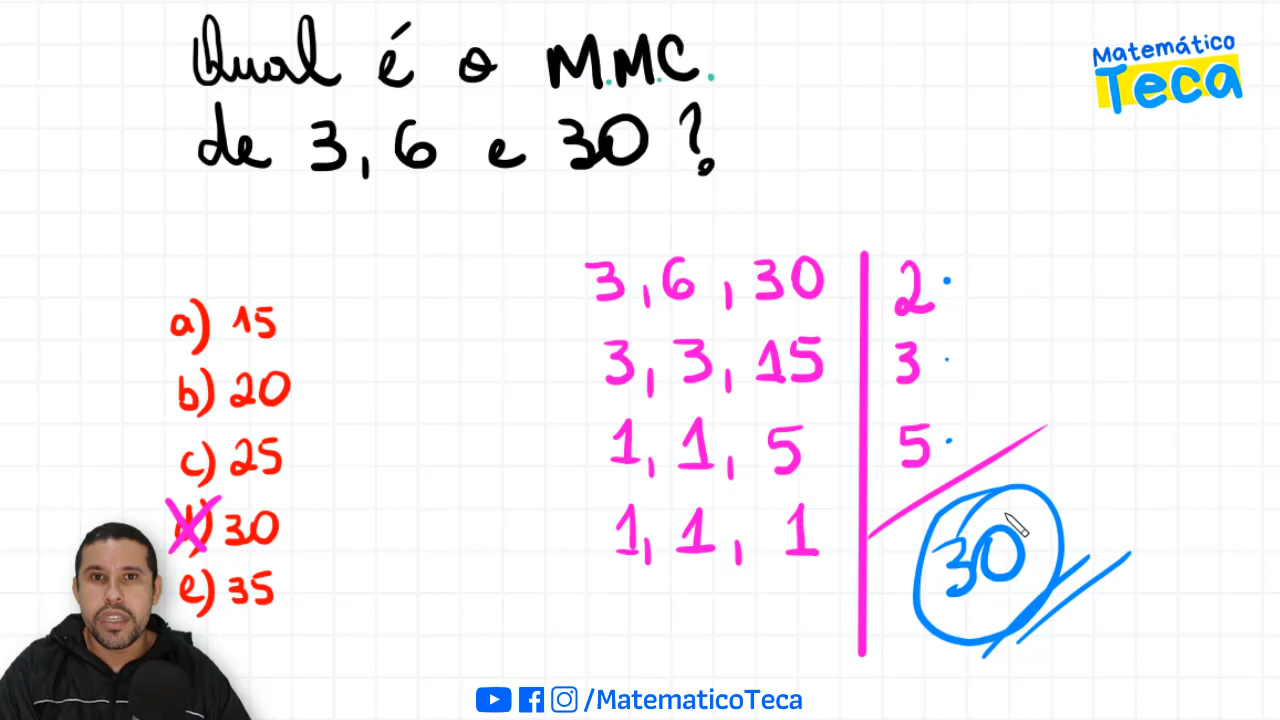 Qual é o M.M.C.
de 3, 6 e 30?
Matemático
Teca
a) 15
b) 20
c) 25
d) 30
e) 35
3, 6, 30 | 2 .
3, 3, 15 | 3 .
1, 1, 5 | 5 .
1, 1, 1
30
/MatematicoTeca